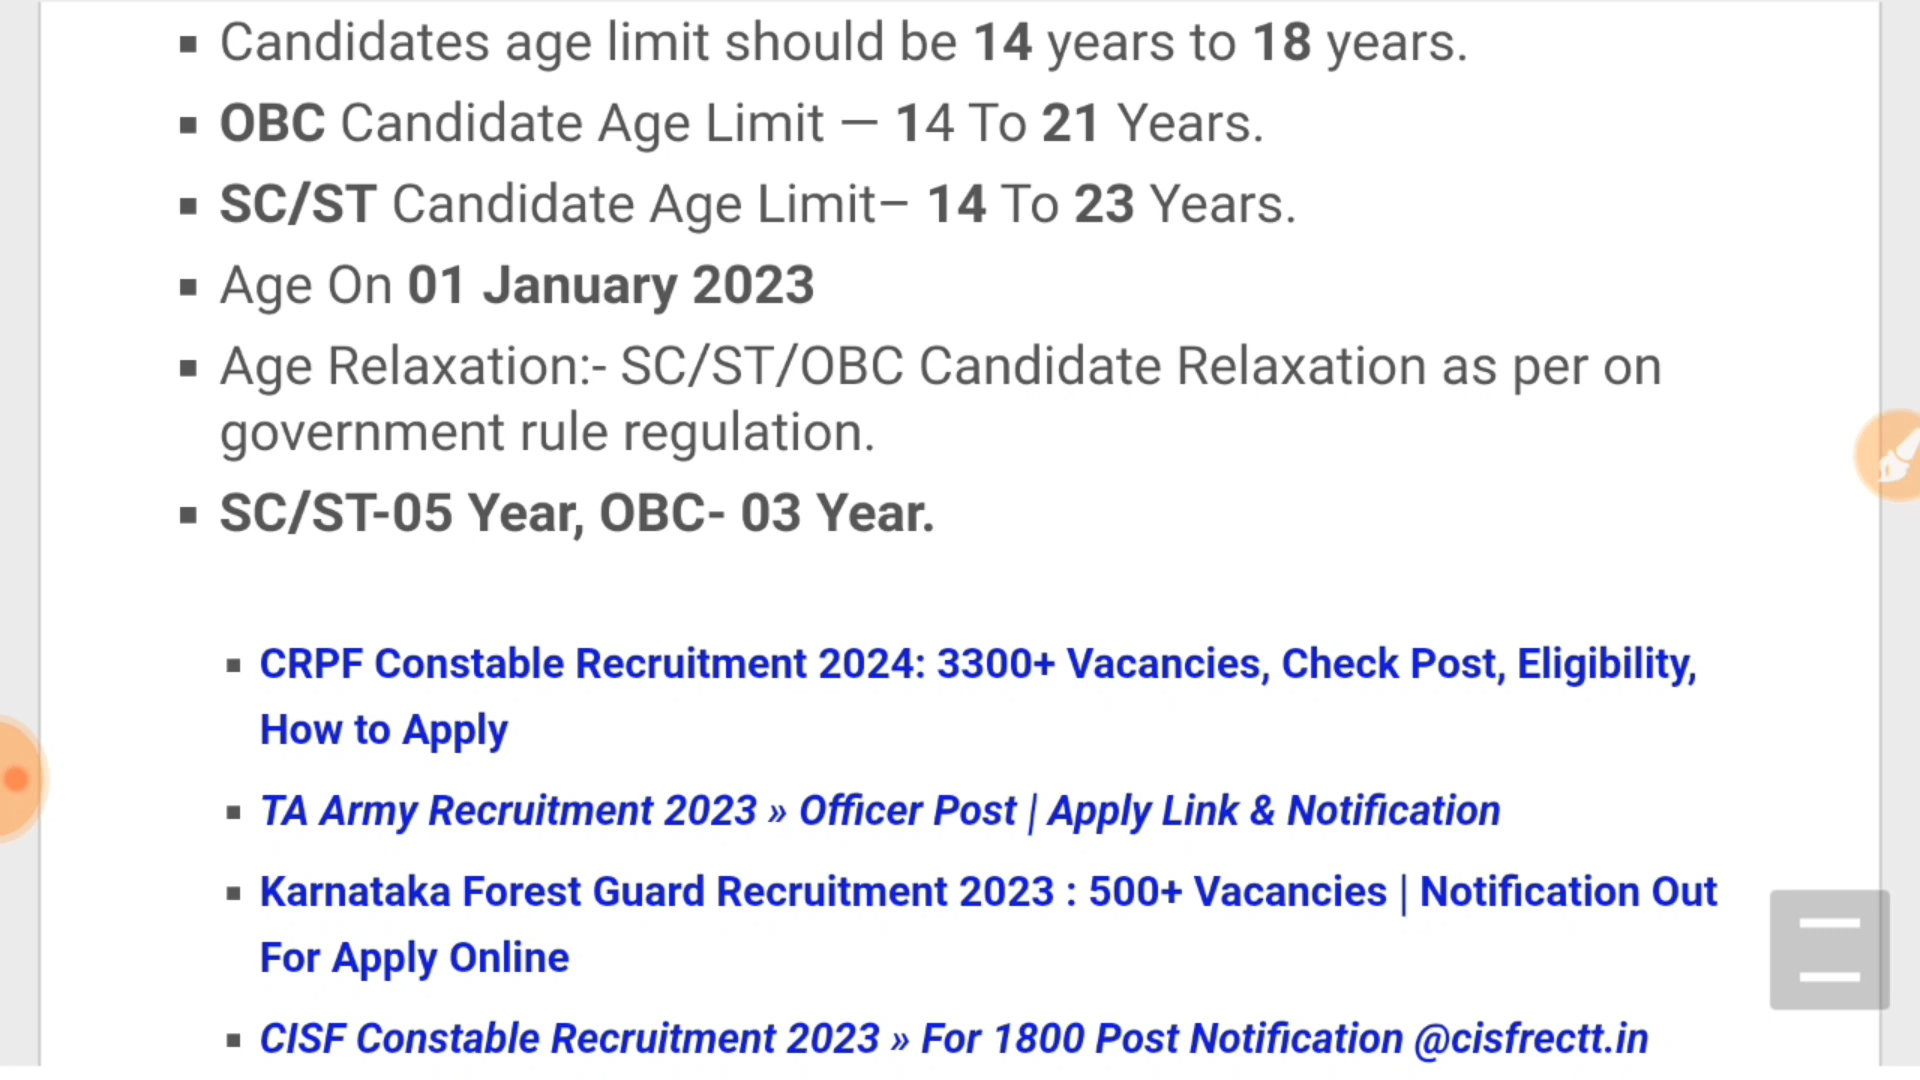 Candidates age limit should be 14 years to 18 years.
OBC Candidate Age Limit — 14 To 21 Years.
SC/ST Candidate Age Limit– 14 To 23 Years.
Age On 01 January 2023
Age Relaxation:- SC/ST/OBC Candidate Relaxation as per on
government rule regulation.
SC/ST-05 Year, OBC- 03 Year.
CRPF Constable Recruitment 2024: 3300+ Vacancies, Check Post, Eligibility,
How to Apply
TA Army Recruitment 2023 » Officer Post | Apply Link & Notification
Karnataka Forest Guard Recruitment 2023 : 500+ Vacancies | Notification Out
For Apply Online
CISF Constable Recruitment 2023 » For 1800 Post Notification @cisfrectt.in